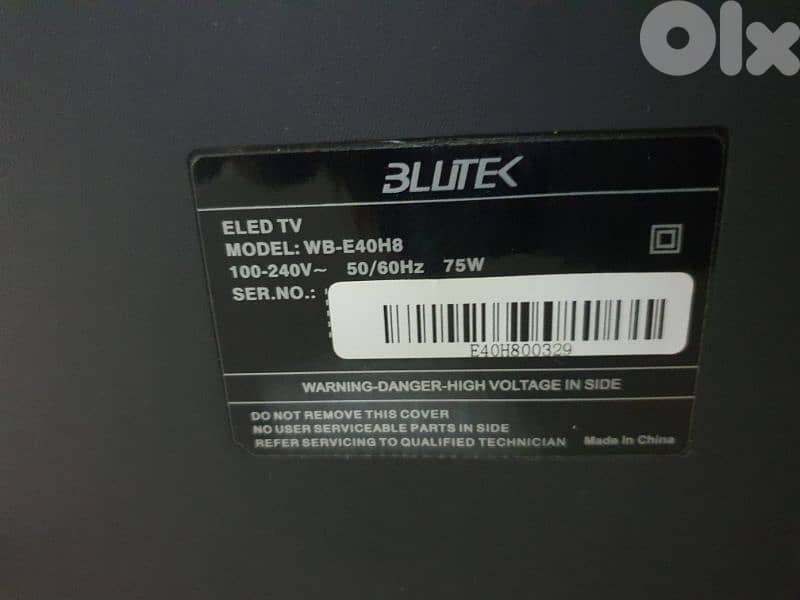 Olx
BLUTEK
ELED TV
MODEL: WB-E40H8
100-240V~ 50/60Hz 75W
SER.NO.:
E40H800329
WARNING-DANGER-HIGH VOLTAGE IN SIDE
DO NOT REMOVE THIS COVER
NO USER SERVICEABLE PARTS IN SIDE
REFER SERVICING TO QUALIFIED TECHNICIAN Made In China